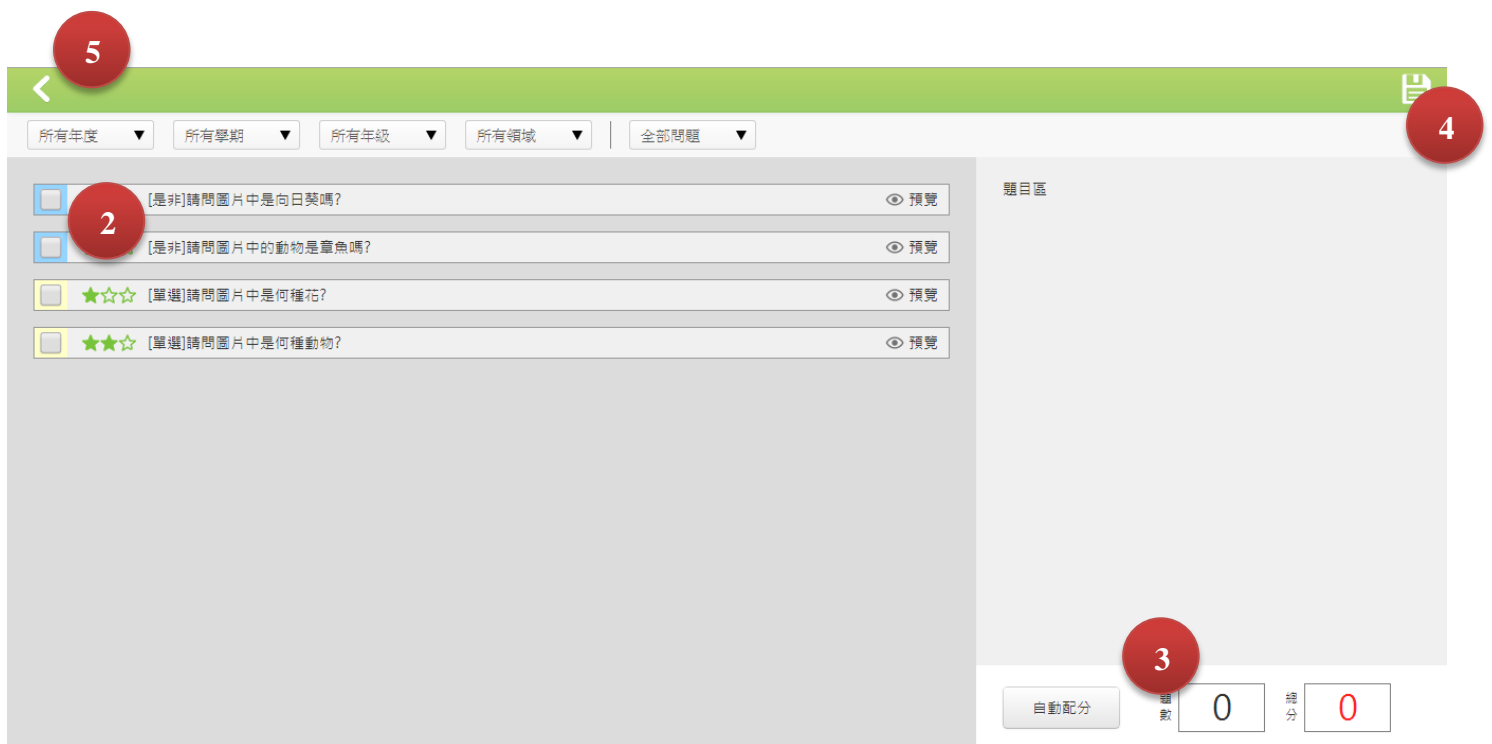 5
4
所有年度 ▼ 所有學期 ▼ 所有年級 ▼ 所有領域 ▼ 全部問題 ▼
2
[是非]請問圖片中是向日葵嗎? 預覽
[是非]請問圖片中的動物是章魚嗎? 預覽
★☆☆ [單選]請問圖片中是何種花? 預覽
★★☆ [單選]請問圖片中是何種動物? 預覽
題目區
3
自動配分 題數 0 總分 0